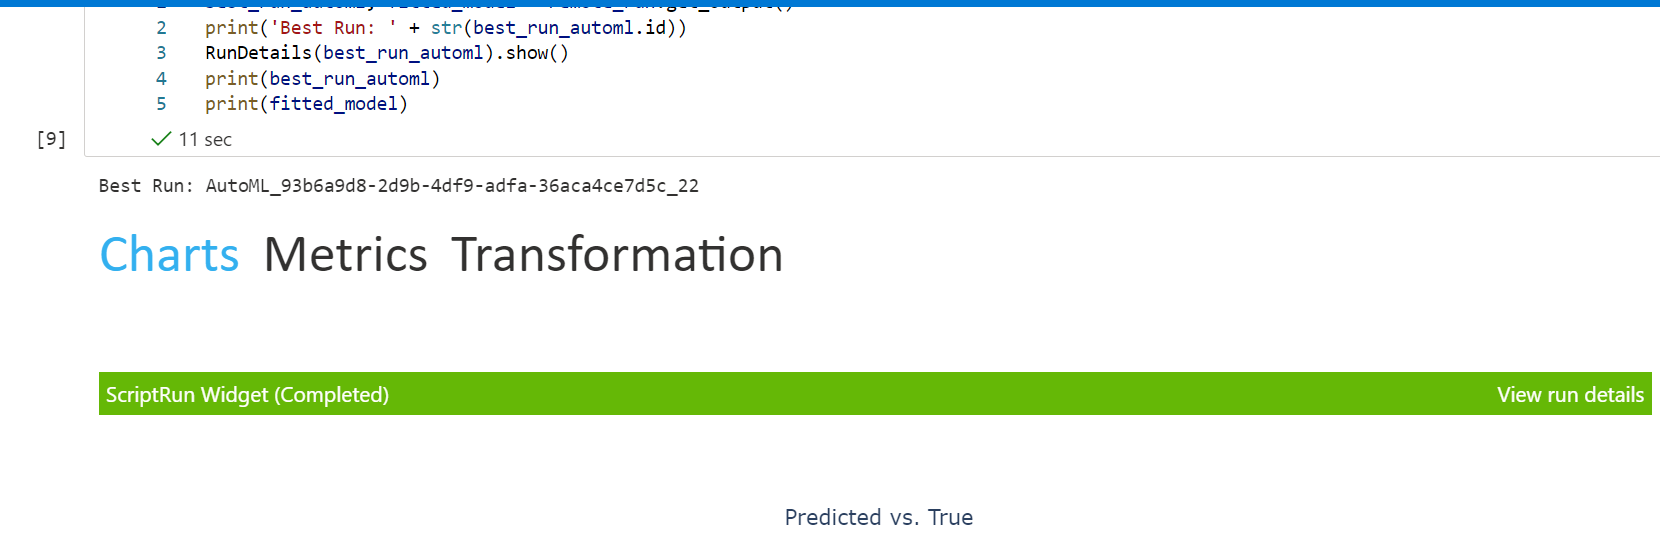 2 print('Best Run: ' + str(best_run_automl.id))
3 RunDetails(best_run_automl).show()
4 print(best_run_automl)
5 print(fitted_model)
[9] ✓ 11 sec
Best Run: AutoML_93b6a9d8-2d9b-4df9-adfa-36aca4ce7d5c_22
Charts Metrics Transformation
ScriptRun Widget (Completed) View run details
Predicted vs. True